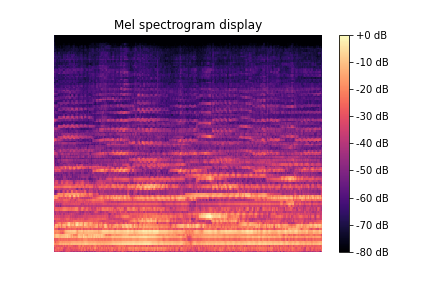 Mel spectrogram display
+0 dB
-10 dB
-20 dB
-30 dB
-40 dB
-50 dB
-60 dB
-70 dB
-80 dB